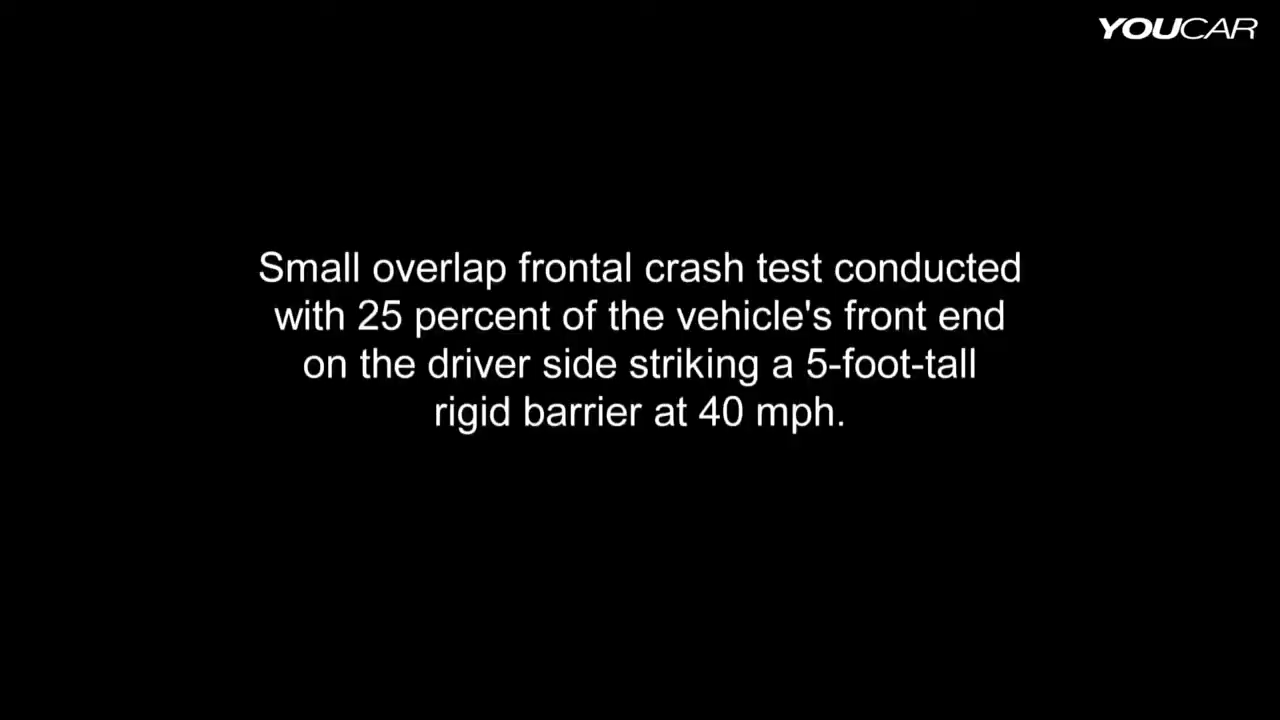 YOUCAR
Small overlap frontal crash test conducted
with 25 percent of the vehicle's front end
on the driver side striking a 5-foot-tall
rigid barrier at 40 mph.